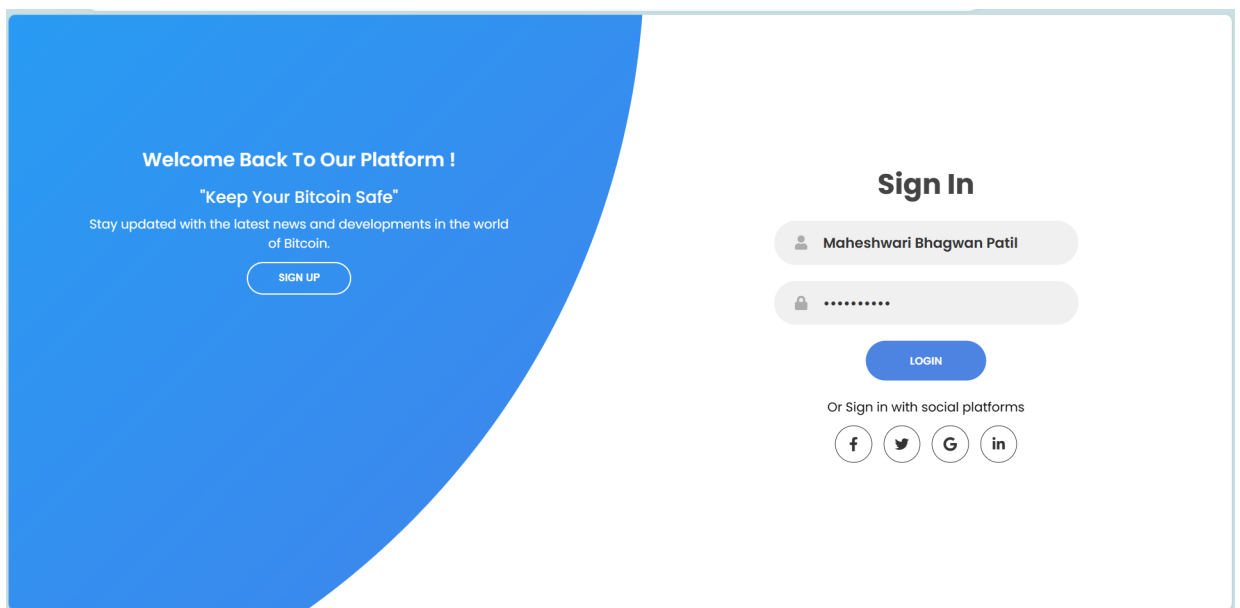 Welcome Back To Our Platform !
"Keep Your Bitcoin Safe"
Stay updated with the latest news and developments in the world
of Bitcoin.
SIGN UP
Sign In
Maheshwari Bhagwan Patil
••••••••••
LOGIN
Or Sign in with social platforms